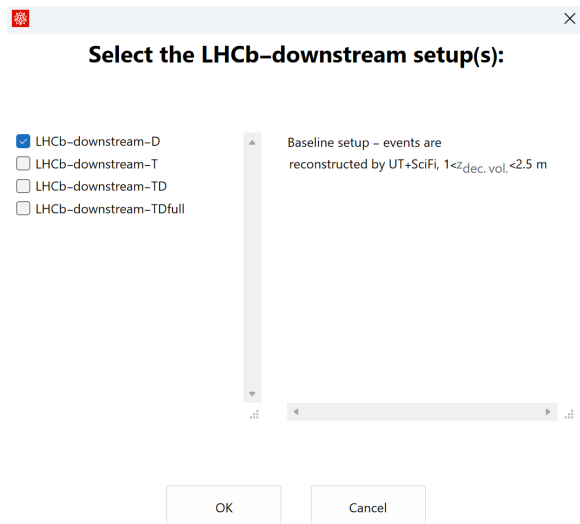 Select the LHCb–downstream setup(s):
LHCb–downstream–D
LHCb–downstream–T
LHCb–downstream–TD
LHCb–downstream–TDfull
Baseline setup – events are
reconstructed by UT+SciFi, 1<z_dec. vol.<2.5 m
OK
Cancel